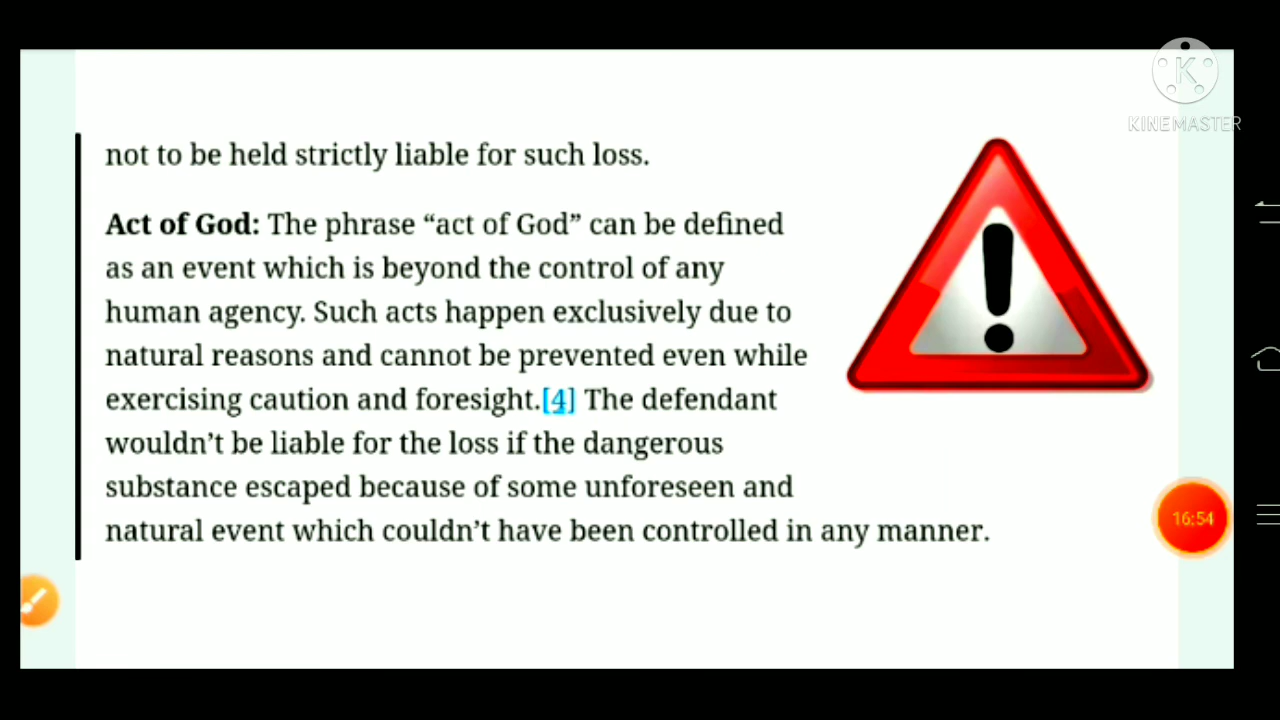 K
KINEMASTER
not to be held strictly liable for such loss.
Act of God: The phrase “act of God” can be defined
as an event which is beyond the control of any
human agency. Such acts happen exclusively due to
natural reasons and cannot be prevented even while
exercising caution and foresight.[4] The defendant
wouldn’t be liable for the loss if the dangerous
substance escaped because of some unforeseen and
natural event which couldn’t have been controlled in any manner.
16:54